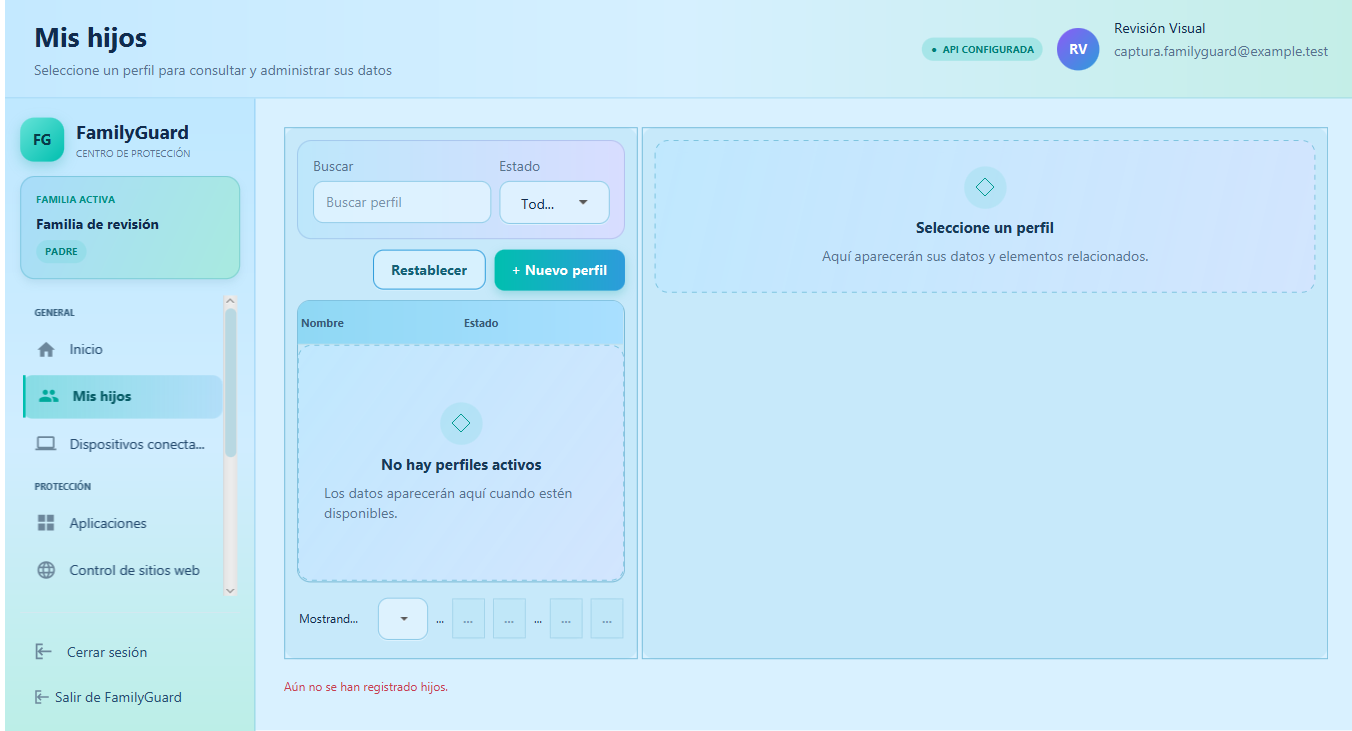 Mis hijos
Seleccione un perfil para consultar y administrar sus datos
• API CONFIGURADA
RV
Revisión Visual
captura.familyguard@example.test
FG
FamilyGuard
CENTRO DE PROTECCIÓN
FAMILIA ACTIVA
Familia de revisión
PADRE
GENERAL
Inicio
Mis hijos
Dispositivos conecta...
PROTECCIÓN
Aplicaciones
Control de sitios web
Cerrar sesión
Salir de FamilyGuard
Buscar
Estado
Buscar perfil
Tod...
Restablecer
+ Nuevo perfil
Nombre
Estado
No hay perfiles activos
Los datos aparecerán aquí cuando estén
disponibles.
Mostrand...
... ... ... ... ... ...
Seleccione un perfil
Aquí aparecerán sus datos y elementos relacionados.
Aún no se han registrado hijos.